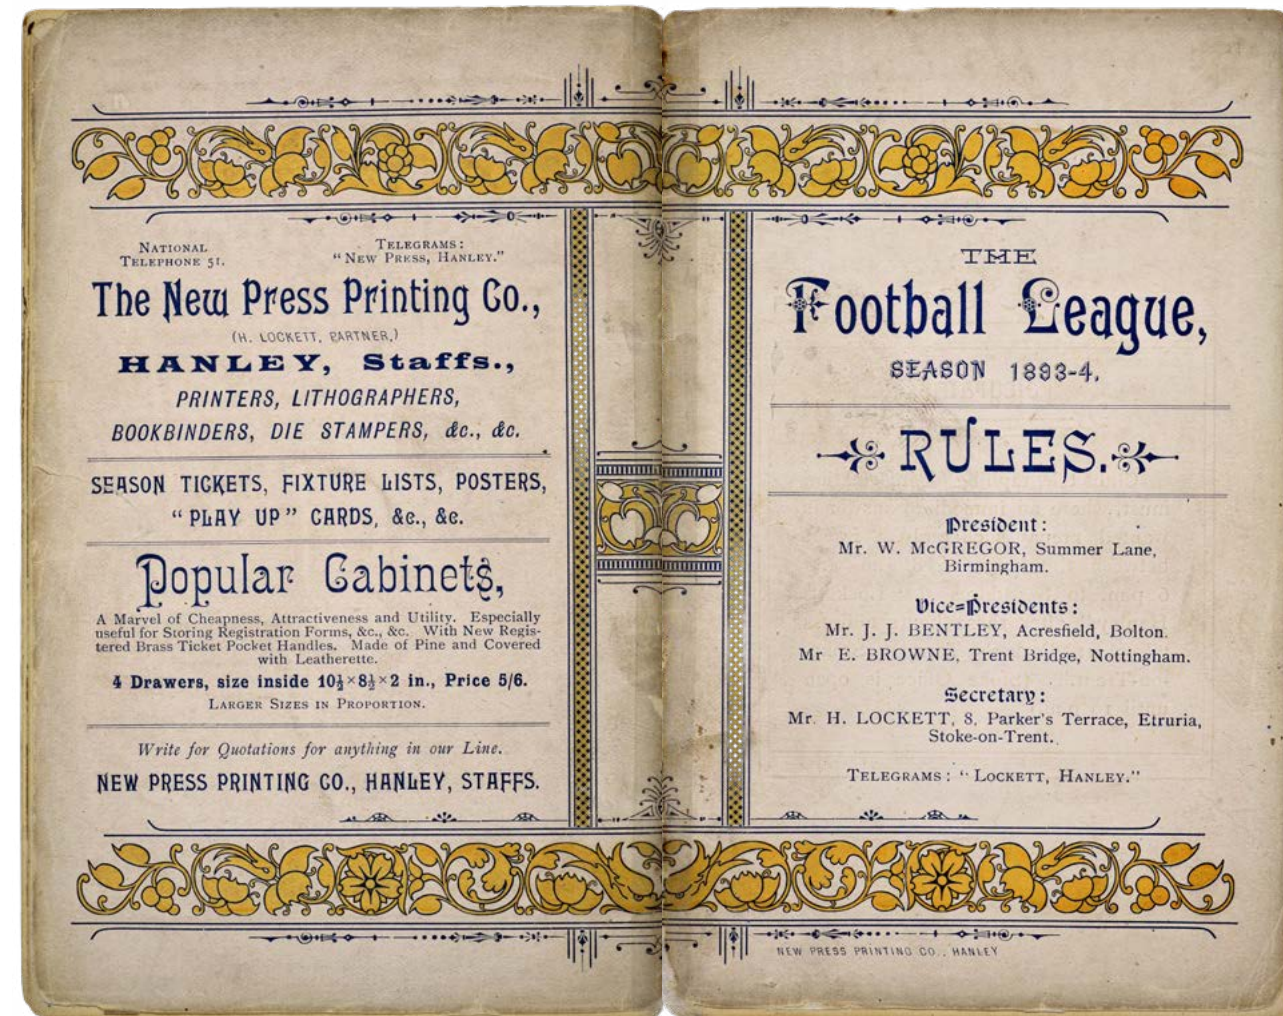 NATIONAL
TELEPHONE 51.
TELEGRAMS:
"NEW PRESS, HANLEY."
The New Press Printing Co.,
(H. LOCKETT, PARTNER,)
HANLEY, Staffs.,
PRINTERS, LITHOGRAPHERS,
BOOKBINDERS, DIE STAMPERS, &c., &c.
SEASON TICKETS, FIXTURE LISTS, POSTERS,
"PLAY UP" CARDS, &c., &c.
Popular Cabinets,
A Marvel of Cheapness, Attractiveness and Utility. Especially
useful for Storing Registration Forms, &c., &c. With New Regis-
tered Brass Ticket Pocket Handles. Made of Pine and Covered
with Leatherette.
4 Drawers, size inside 10½×8½×2 in., Price 5/6.
LARGER SIZES IN PROPORTION.
Write for Quotations for anything in our Line.
NEW PRESS PRINTING CO., HANLEY, STAFFS.
THE
Football League,
SEASON 1893-4.
RULES.
President:
Mr. W. McGREGOR, Summer Lane,
Birmingham.
Vice=Presidents:
Mr. J. J. BENTLEY, Acresfield, Bolton.
Mr E. BROWNE, Trent Bridge, Nottingham.
Secretary:
Mr. H. LOCKETT, 8, Parker's Terrace, Etruria,
Stoke-on-Trent.
TELEGRAMS: "LOCKETT, HANLEY."
NEW PRESS PRINTING CO., HANLEY